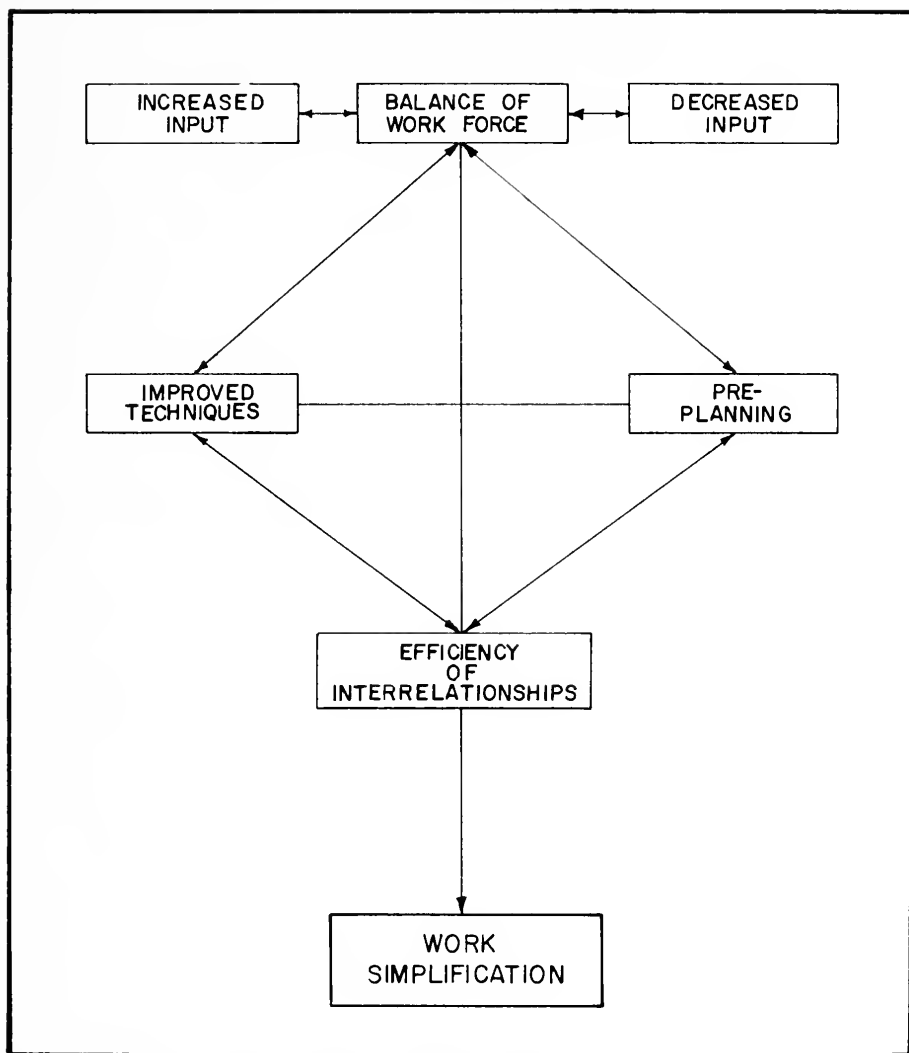 INCREASED
INPUT
BALANCE OF
WORK FORCE
DECREASED
INPUT
IMPROVED
TECHNIQUES
PRE-
PLANNING
EFFICIENCY
OF
INTERRELATIONSHIPS
WORK
SIMPLIFICATION